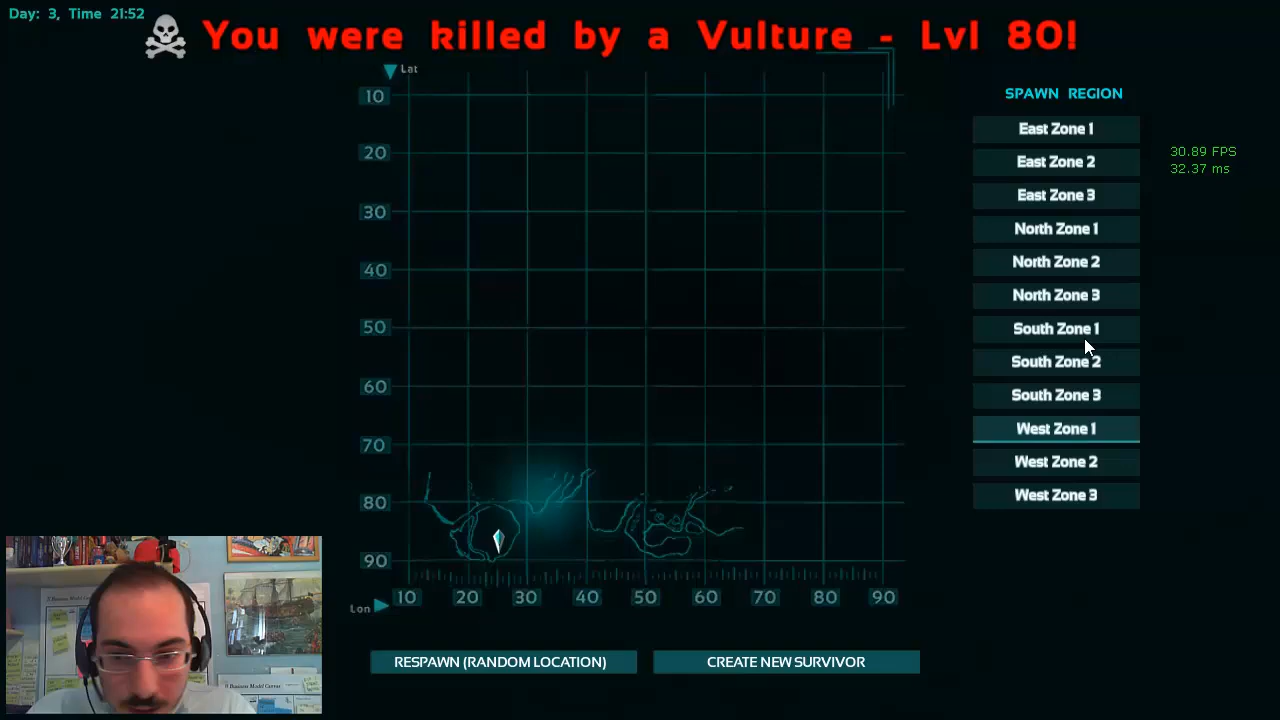 Day: 3, Time 21:52
You were killed by a Vulture - Lvl 80!
Lat
10
20
30
40
50
60
70
80
90
Lon
10 20 30 40 50 60 70 80 90
SPAWN REGION
East Zone 1
East Zone 2
East Zone 3
North Zone 1
North Zone 2
North Zone 3
South Zone 1
South Zone 2
South Zone 3
West Zone 1
West Zone 2
West Zone 3
30.89 FPS
32.37 ms
RESPAWN (RANDOM LOCATION)
CREATE NEW SURVIVOR